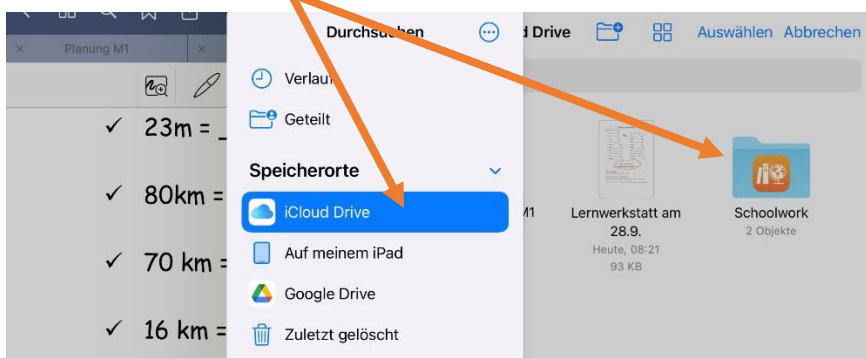 Durchsuchen
d Drive
Auswählen Abbrechen
Planung M1
Verlauf
Geteilt
Speicherorte
iCloud Drive
Auf meinem iPad
Google Drive
Zuletzt gelöscht
23m = _
80km =
70 km =
16 km =
M1
Lernwerkstatt am
28.9.
Heute, 08:21
93 KB
Schoolwork
2 Objekte